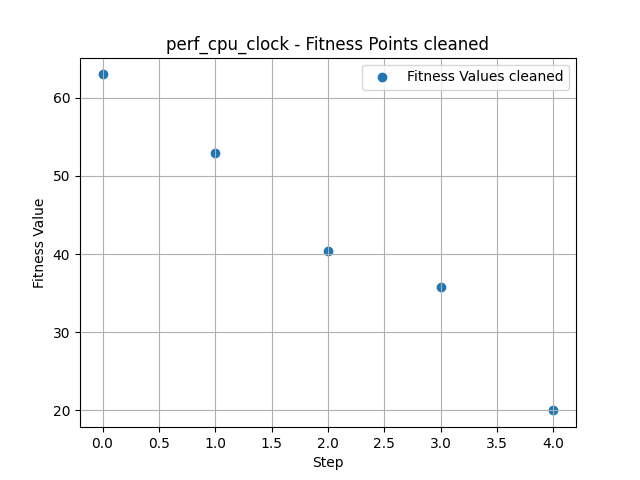 perf_cpu_clock - Fitness Points cleaned
Fitness Values cleaned
60
50
40
30
20
Fitness Value
0.0 0.5 1.0 1.5 2.0 2.5 3.0 3.5 4.0
Step